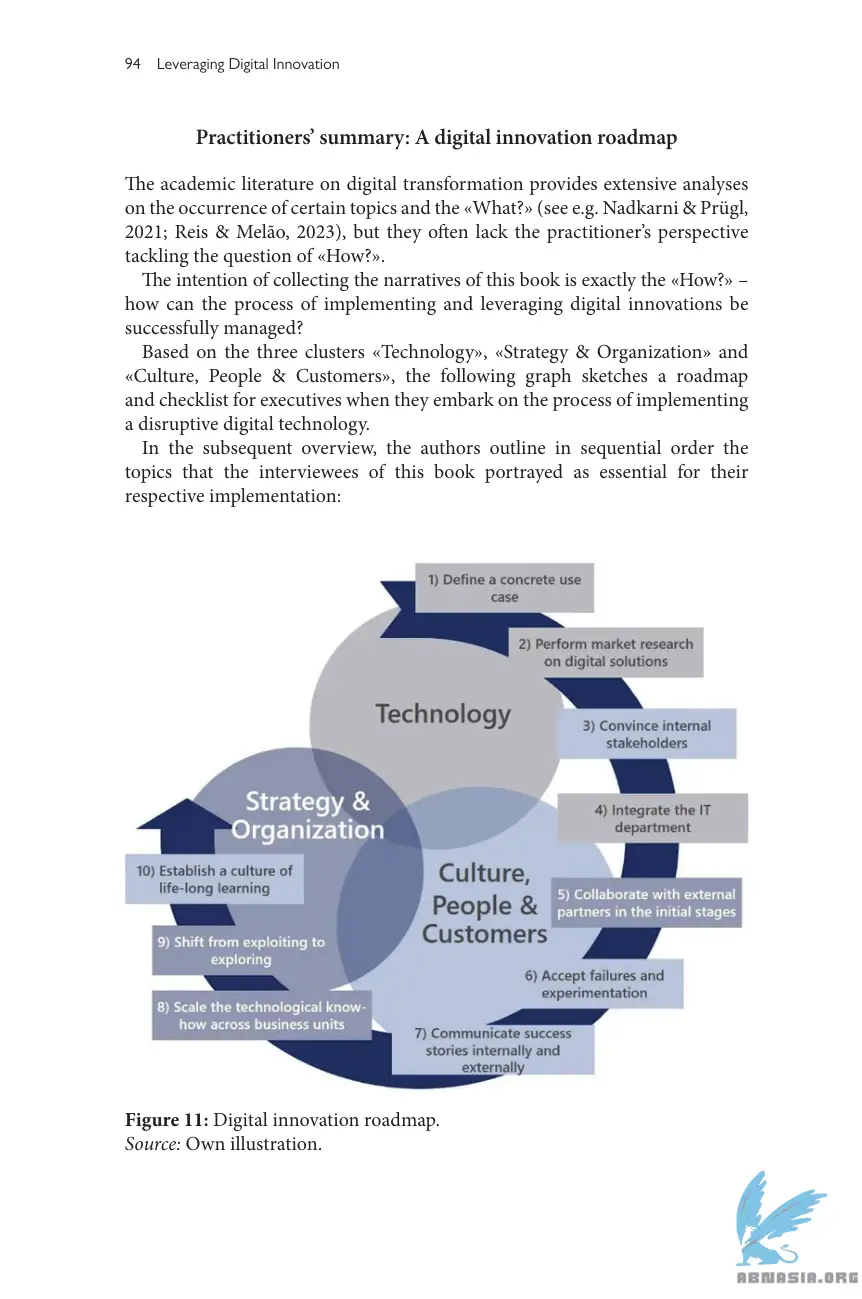 94 Leveraging Digital Innovation
Practitioners’ summary: A digital innovation roadmap
The academic literature on digital transformation provides extensive analyses
on the occurrence of certain topics and the «What?» (see e.g. Nadkarni & Prügl,
2021; Reis & Melão, 2023), but they often lack the practitioner’s perspective
tackling the question of «How?».
The intention of collecting the narratives of this book is exactly the «How?» –
how can the process of implementing and leveraging digital innovations be
successfully managed?
Based on the three clusters «Technology», «Strategy & Organization» and
«Culture, People & Customers», the following graph sketches a roadmap
and checklist for executives when they embark on the process of implementing
a disruptive digital technology.
In the subsequent overview, the authors outline in sequential order the
topics that the interviewees of this book portrayed as essential for their
respective implementation:
1) Define a concrete use
case
2) Perform market research
on digital solutions
Technology
3) Convince internal
stakeholders
Strategy &
Organization
4) Integrate the IT
department
10) Establish a culture of
life-long learning
Culture,
People &
Customers
5) Collaborate with external
partners in the initial stages
9) Shift from exploiting to
exploring
6) Accept failures and
experimentation
8) Scale the technological know-
how across business units
7) Communicate success
stories internally and
externally
Figure 11: Digital innovation roadmap.
Source: Own illustration.
ABNASIA.ORG